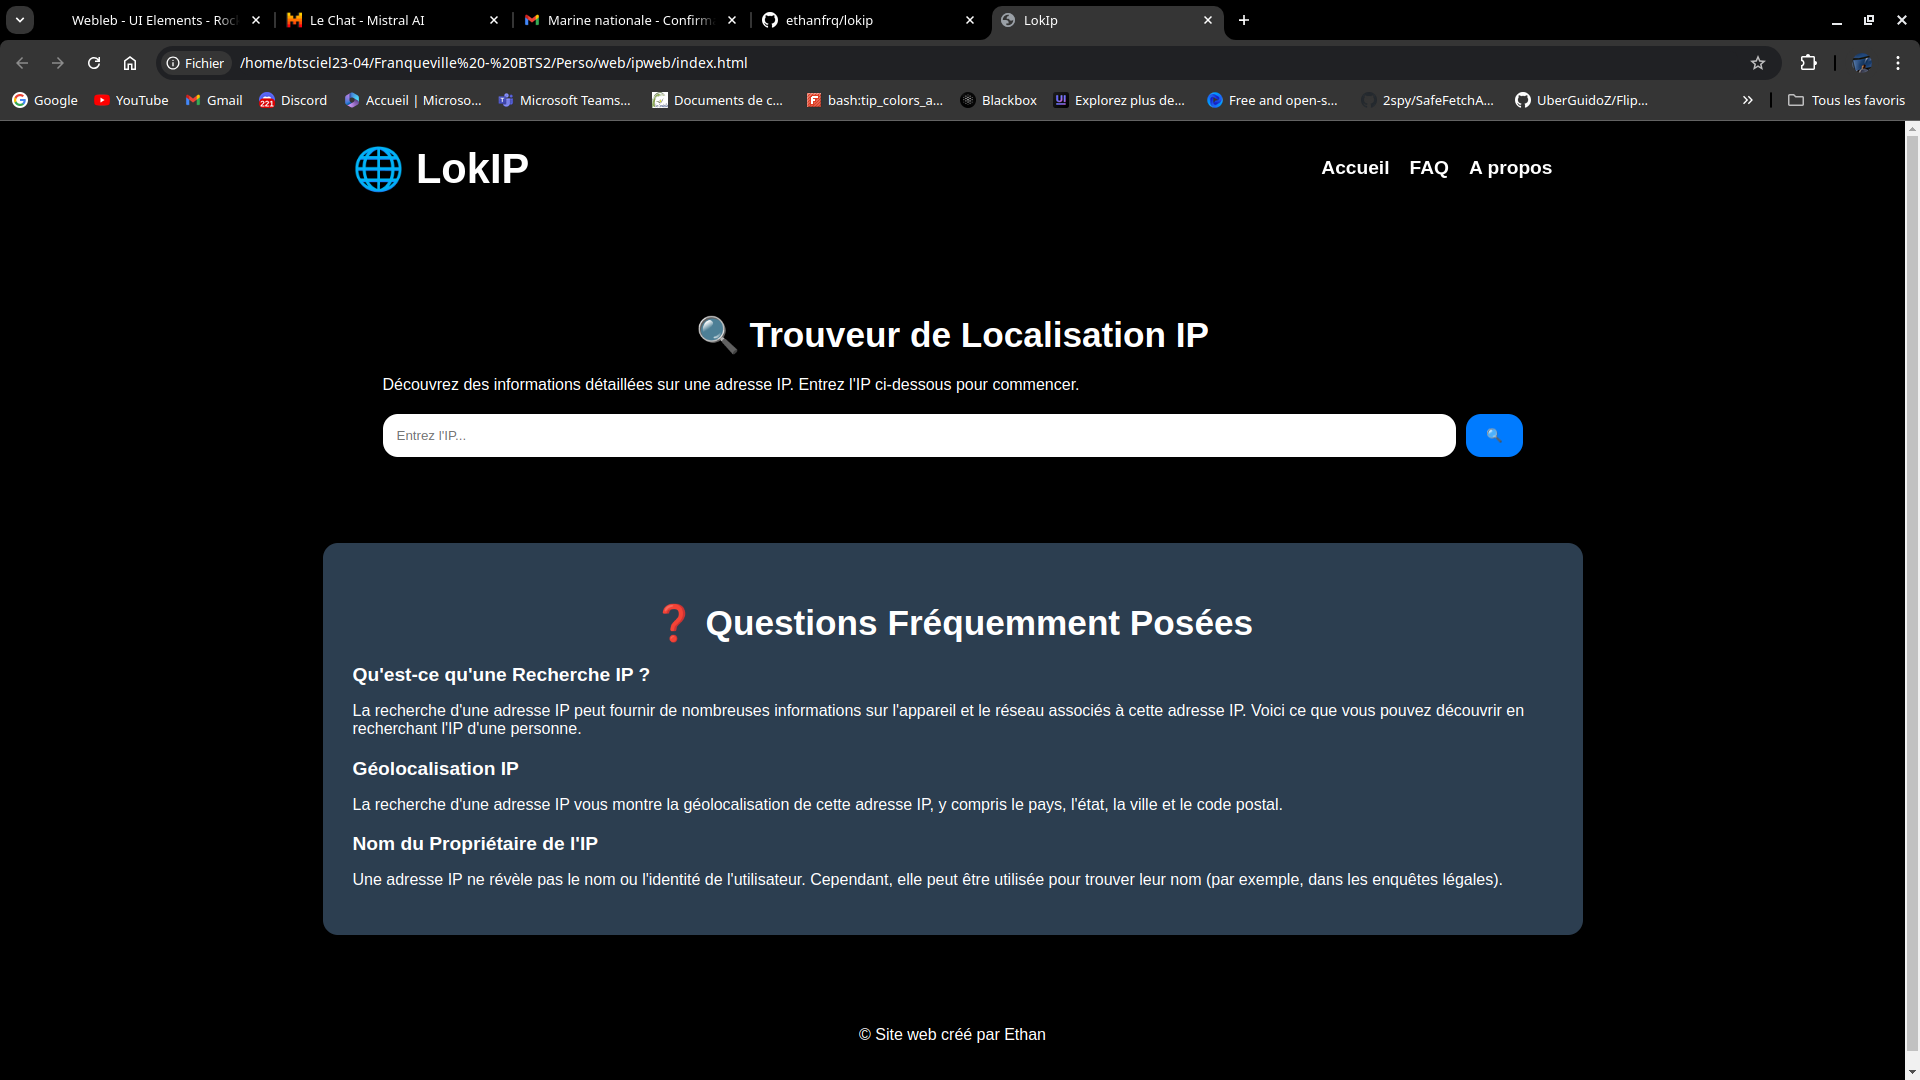 Webleb - UI Elements - Roc
Le Chat - Mistral AI
Marine nationale - Confirma
ethanfrq/lokip
LokIp
Fichier
/home/btsciel23-04/Franqueville%20-%20BTS2/Perso/web/ipweb/index.html
Google
YouTube
Gmail
221
Discord
Accueil | Microso...
Microsoft Teams...
Documents de c...
bash:tip_colors_a...
Blackbox
UI
Explorez plus de...
Free and open-s...
2spy/SafeFetchA...
UberGuidoZ/Flip...
Tous les favoris
LokIP
Accueil
FAQ
A propos
Trouveur de Localisation IP
Découvrez des informations détaillées sur une adresse IP. Entrez l'IP ci-dessous pour commencer.
Entrez l'IP...
❓ Questions Fréquemment Posées
Qu'est-ce qu'une Recherche IP ?
La recherche d'une adresse IP peut fournir de nombreuses informations sur l'appareil et le réseau associés à cette adresse IP. Voici ce que vous pouvez découvrir en
recherchant l'IP d'une personne.
Géolocalisation IP
La recherche d'une adresse IP vous montre la géolocalisation de cette adresse IP, y compris le pays, l'état, la ville et le code postal.
Nom du Propriétaire de l'IP
Une adresse IP ne révèle pas le nom ou l'identité de l'utilisateur. Cependant, elle peut être utilisée pour trouver leur nom (par exemple, dans les enquêtes légales).
© Site web créé par Ethan